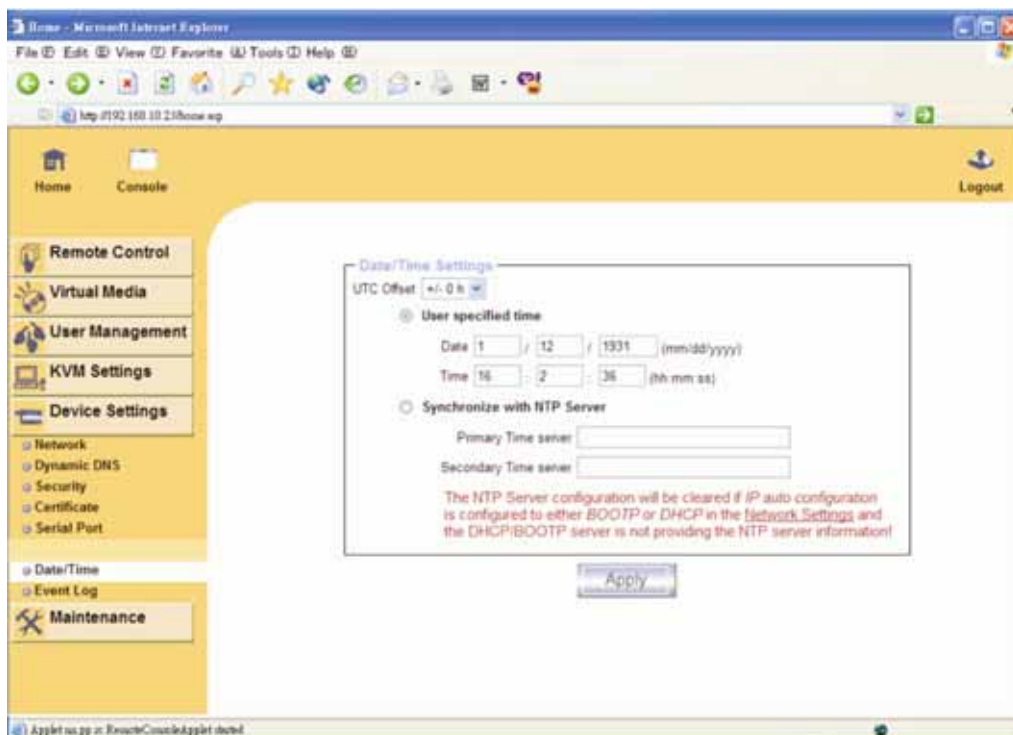 Home - Microsoft Internet Explorer
File (F) Edit (E) View (V) Favorite (A) Tools (T) Help (H)
Home
Console
Logout
Remote Control
Virtual Media
User Management
KVM Settings
Device Settings
Network
Dynamic DNS
Security
Certificate
Serial Port
Date/Time
Event Log
Maintenance
Date/Time Settings
UTC Offset +/- 0 h
User specified time
Date 1 / 12 / 1931 (mm/dd/yyyy)
Time 16 : 2 : 36 (hh:mm:ss)
Synchronize with NTP Server
Primary Time server
Secondary Time server
The NTP Server configuration will be cleared if IP auto configuration
is configured to either BOOTP or DHCP in the Network Settings and
the DHCP/BOOTP server is not providing the NTP server information!
Apply
Applet RemoteConsoleApplet started